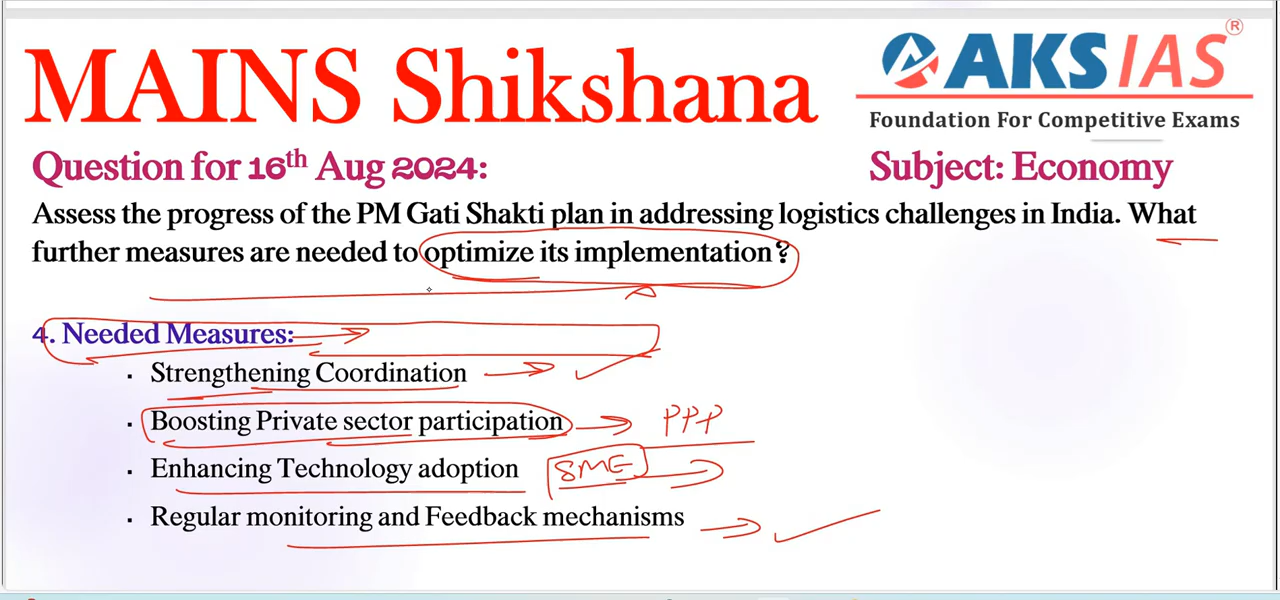 MAINS Shikshana
AKS IAS ®
Foundation For Competitive Exams
Question for 16th Aug 2024:
Subject: Economy
Assess the progress of the PM Gati Shakti plan in addressing logistics challenges in India. What
further measures are needed to optimize its implementation?
4. Needed Measures:
▪ Strengthening Coordination
▪ Boosting Private sector participation PPP
▪ Enhancing Technology adoption SME
▪ Regular monitoring and Feedback mechanisms